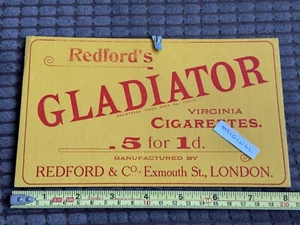 Redford's
GLADIATOR
VIRGINIA
CIGARETTES.
5 for 1d.
MANUFACTURED BY
REDFORD & Co., Exmouth St., LONDON.